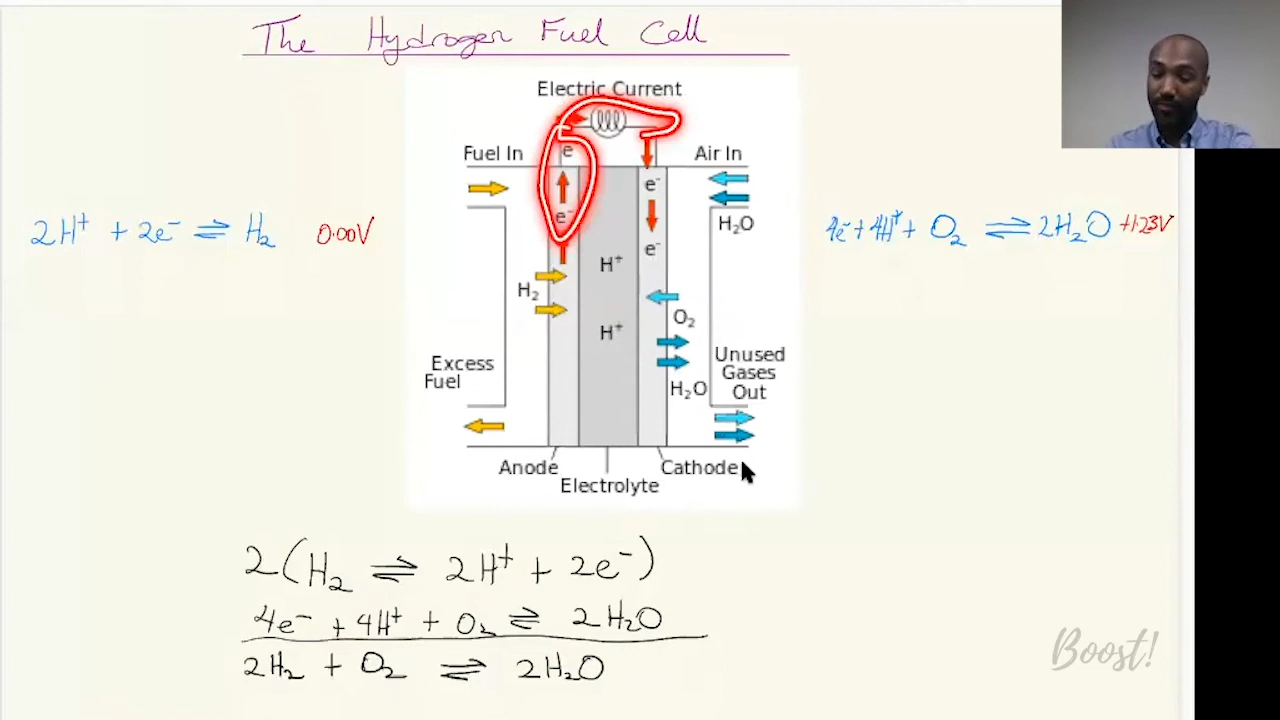 The Hydrogen Fuel Cell
Electric Current
Fuel In
e
Air In
e⁻
H₂O
e⁻
2H⁺ + 2e⁻ ⇌ H₂ 0.00V
4e⁻ + 4H⁺ + O₂ ⇌ 2H₂O +1.23V
e⁻
H⁺
H₂
O₂
H⁺
Excess
Fuel
Unused
Gases
Out
H₂O
Anode
Cathode
Electrolyte
2(H₂ ⇌ 2H⁺ + 2e⁻)
4e⁻ + 4H⁺ + O₂ ⇌ 2H₂O
2H₂ + O₂ ⇌ 2H₂O
Boost!